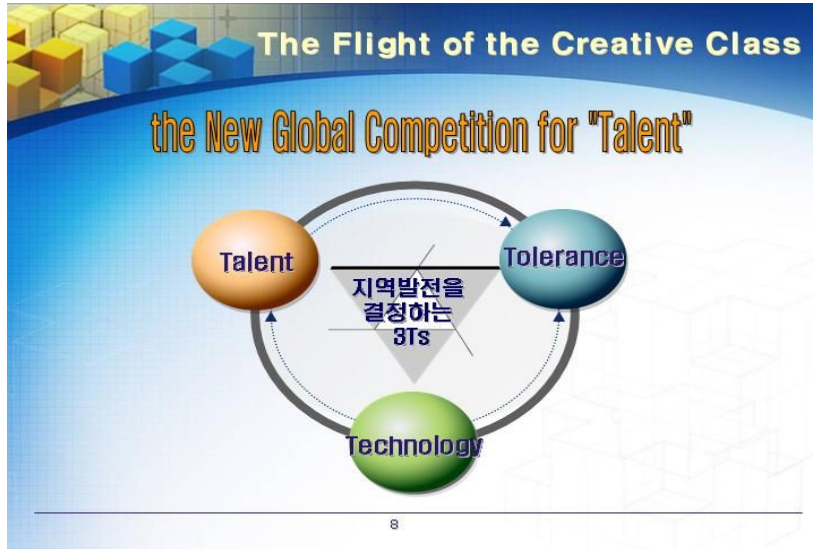 The Flight of the Creative Class
the New Global Competition for "Talent"
Talent
Tolerance
지역발전을
결정하는
3Ts
Technology
8